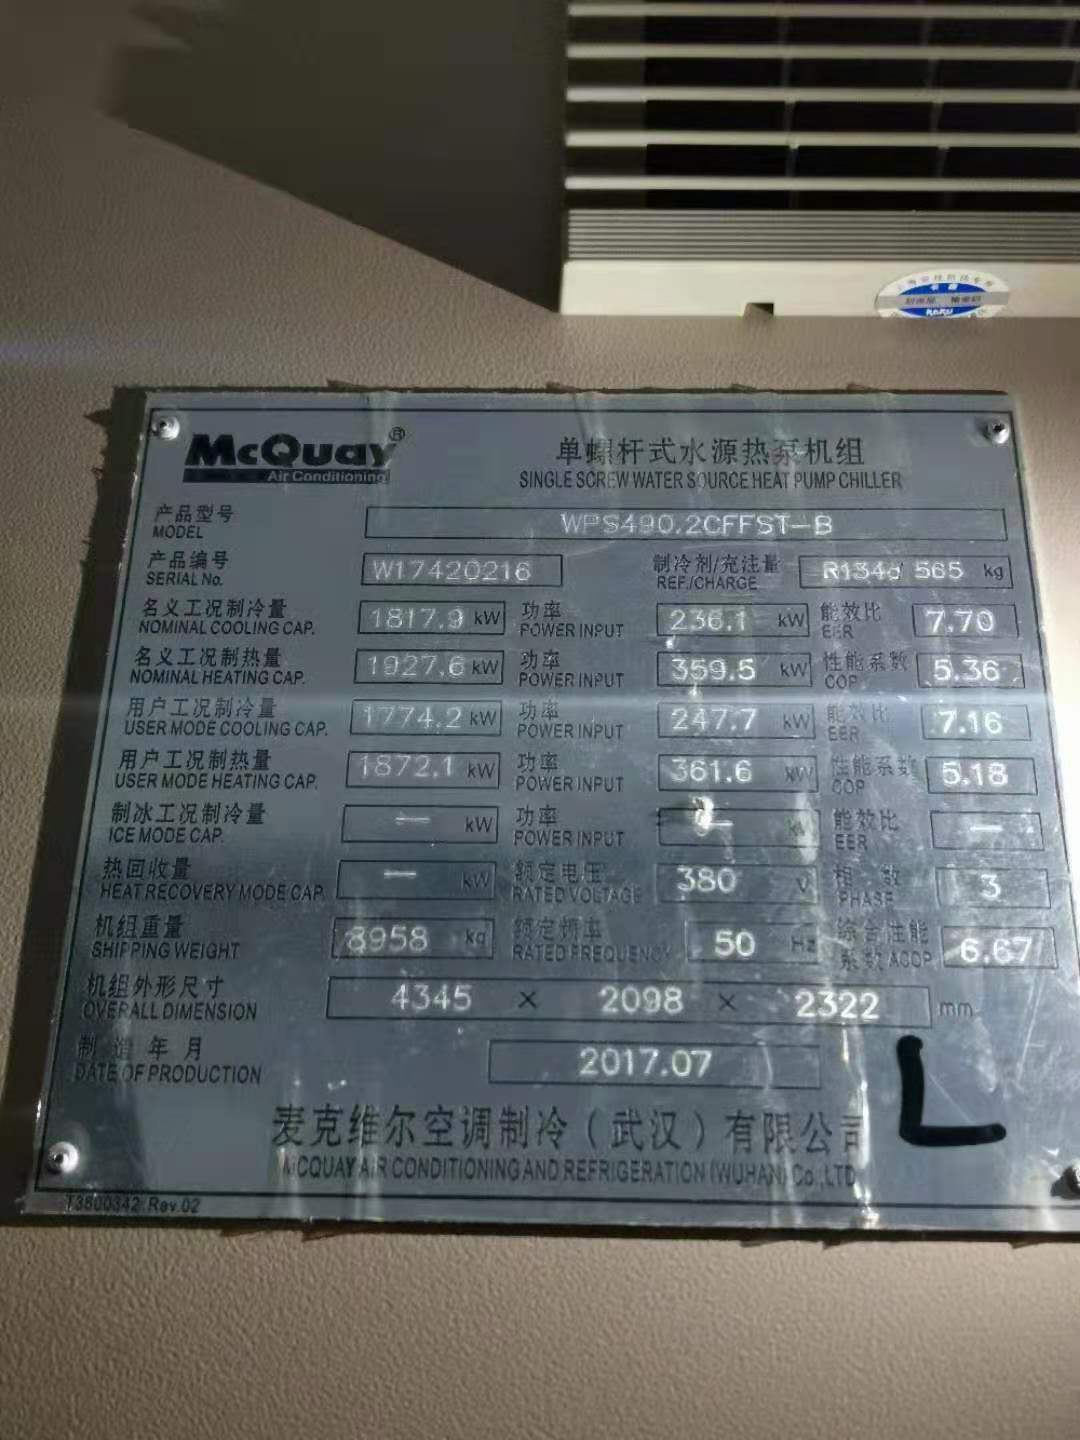 McQuay®
Air Conditioning
单螺杆式水源热泵机组
SINGLE SCREW WATER SOURCE HEAT PUMP CHILLER
产品型号
MODEL
WPS490.2CFFST-B
产品编号
SERIAL No.
W17420216
制冷剂/充注量
REF./CHARGE
R134a 565 kg
名义工况制冷量
NOMINAL COOLING CAP.
1817.9 kW
功率
POWER INPUT
236.1 kW
能效比
EER
7.70
名义工况制热量
NOMINAL HEATING CAP.
1927.6 kW
功率
POWER INPUT
359.5 kW
性能系数
COP
5.36
用户工况制冷量
USER MODE COOLING CAP.
1774.2 kW
功率
POWER INPUT
247.7 kW
能效比
EER
7.16
用户工况制热量
USER MODE HEATING CAP.
1872.1 kW
功率
POWER INPUT
361.6 kW
性能系数
COP
5.18
制冰工况制冷量
ICE MODE CAP.
— kW
功率
POWER INPUT
— kW
能效比
EER
—
热回收量
HEAT RECOVERY MODE CAP.
— kW
额定电压
RATED VOLTAGE
380 V
相 数
PHASE
3
机组重量
SHIPPING WEIGHT
8958 kg
额定频率
RATED FREQUENCY
50 Hz
综合性能
系数 ACOP
6.67
机组外形尺寸
OVERALL DIMENSION
4345 × 2098 × 2322 mm
制 造 年 月
DATE OF PRODUCTION
2017.07
麦克维尔空调制冷（武汉）有限公司
MCQUAY AIR CONDITIONING AND REFRIGERATION (WUHAN) Co.,LTD
T3600342 Rev.02
L